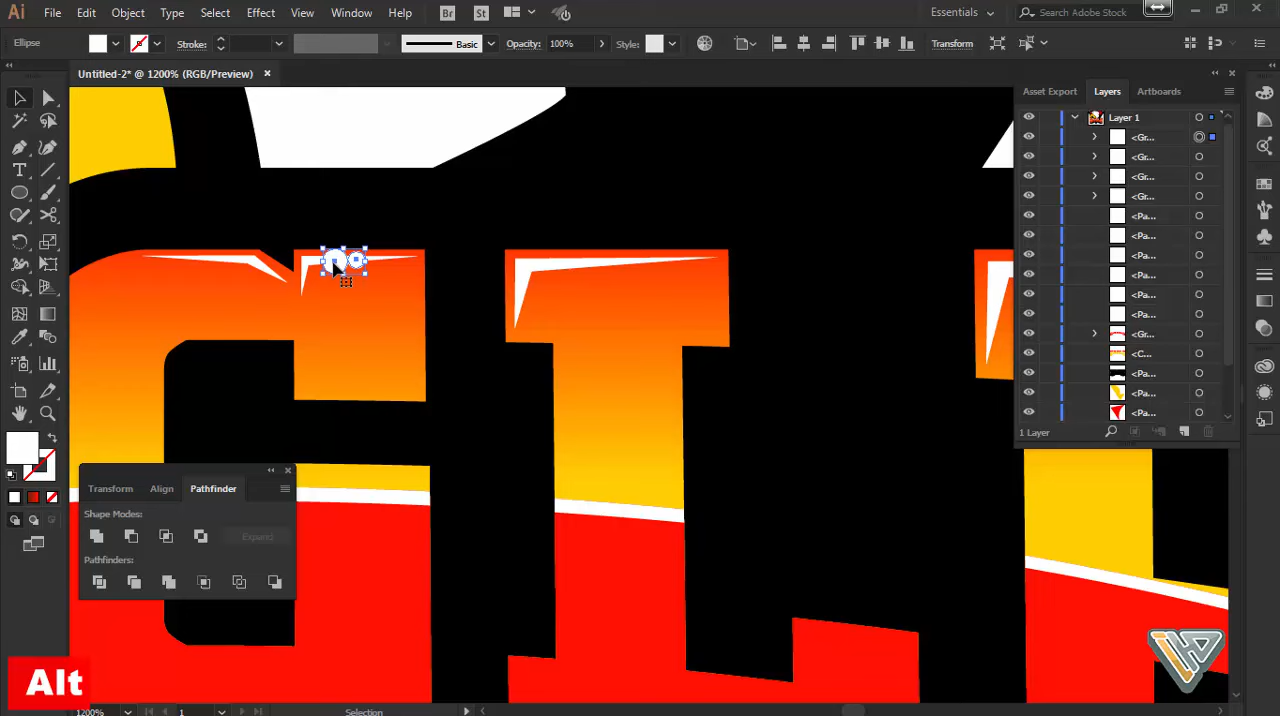 Ai File Edit Object Type Select Effect View Window Help Br St Essentials Search Adobe Stock
Ellipse Stroke: Basic Opacity: 100% Style: Transform
Untitled-2* @ 1200% (RGB/Preview) ×
Asset Export Layers Artboards
Layer 1
<Gr...
<Gr...
<Gr...
<Gr...
<Pa...
<Pa...
<Pa...
<Pa...
<Pa...
<Pa...
<Gr...
<C...
<Pa...
<Pa...
<Pa...
1 Layer
GI
Transform Align Pathfinder
Shape Modes:
Expand
Pathfinders:
Alt
1200% 1 Selection